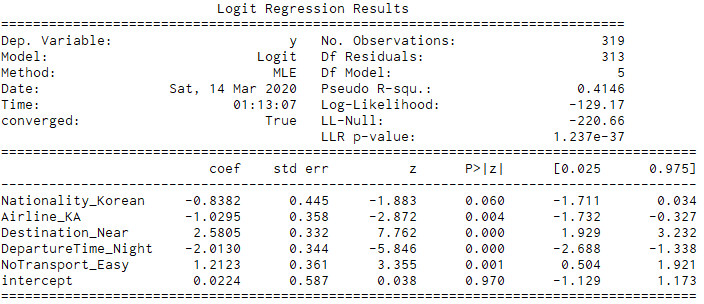 Logit Regression Results
==============================================================================
Dep. Variable: y No. Observations: 319
Model: Logit Df Residuals: 313
Method: MLE Df Model: 5
Date: Sat, 14 Mar 2020 Pseudo R-squ.: 0.4146
Time: 01:13:07 Log-Likelihood: -129.17
converged: True LL-Null: -220.66
LLR p-value: 1.237e-37
=======================================================================================
coef std err z P>|z| [0.025 0.975]
---------------------------------------------------------------------------------------
Nationality_Korean -0.8382 0.445 -1.883 0.060 -1.711 0.034
Airline_KA -1.0295 0.358 -2.872 0.004 -1.732 -0.327
Destination_Near 2.5805 0.332 7.762 0.000 1.929 3.232
DepartureTime_Night -2.0130 0.344 -5.846 0.000 -2.688 -1.338
NoTransport_Easy 1.2123 0.361 3.355 0.001 0.504 1.921
intercept 0.0224 0.587 0.038 0.970 -1.129 1.173
=======================================================================================